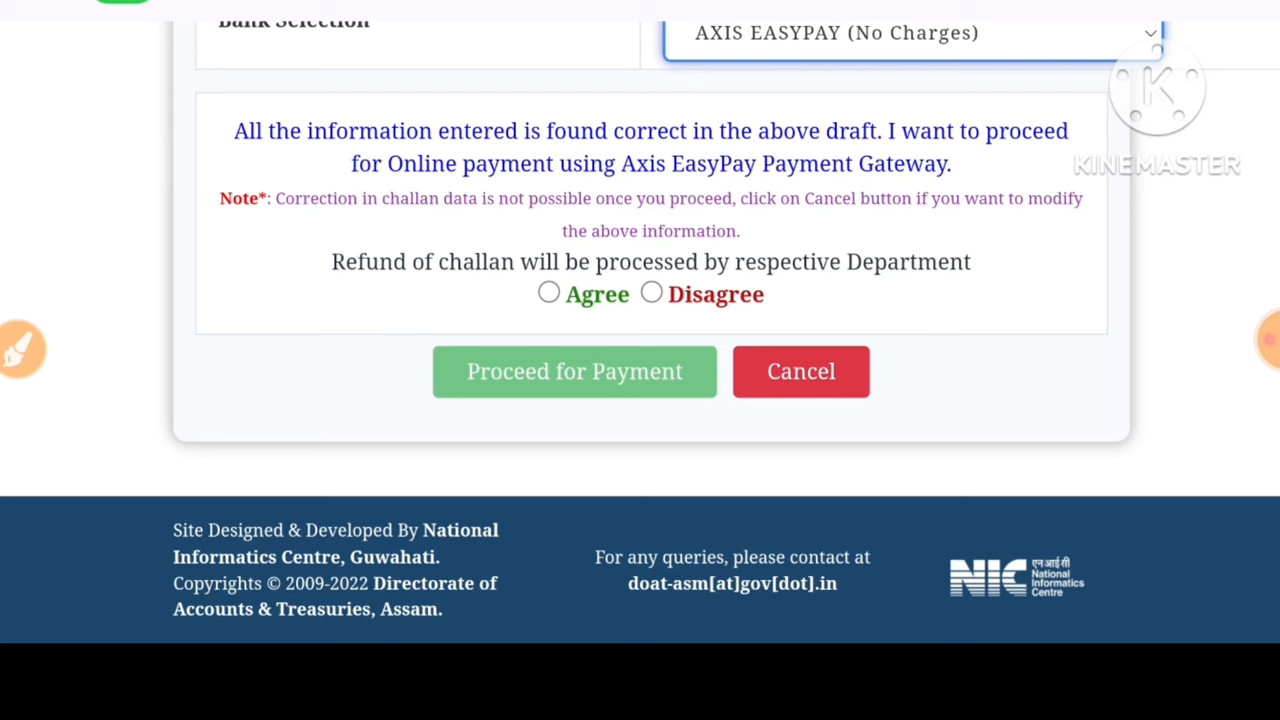 Bank Selection
AXIS EASYPAY (No Charges)
KINEMASTER
All the information entered is found correct in the above draft. I want to proceed
for Online payment using Axis EasyPay Payment Gateway.
Note*: Correction in challan data is not possible once you proceed, click on Cancel button if you want to modify
the above information.
Refund of challan will be processed by respective Department
Agree Disagree
Proceed for Payment Cancel
Site Designed & Developed By National
Informatics Centre, Guwahati.
Copyrights © 2009-2022 Directorate of
Accounts & Treasuries, Assam.
For any queries, please contact at
doat-asm[at]gov[dot].in
NIC
एन आई सी
National
Informatics
Centre